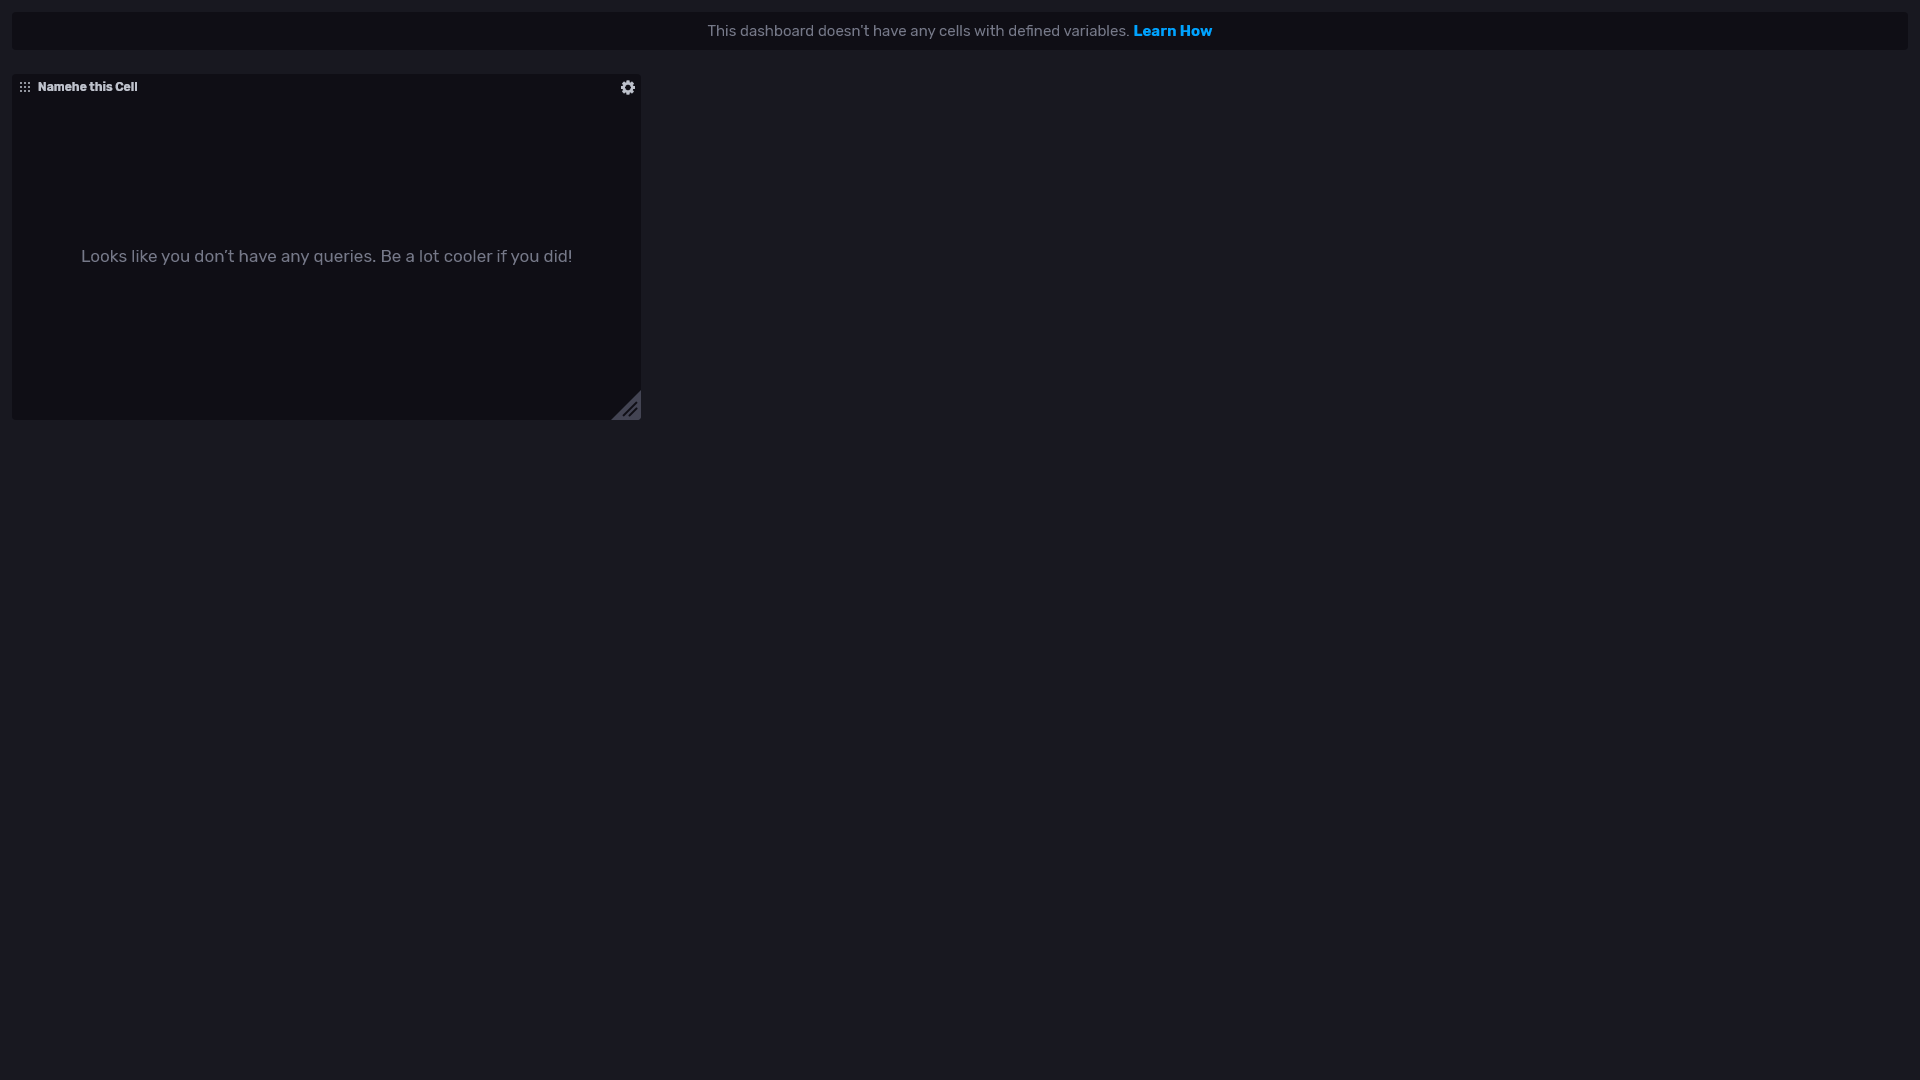 This dashboard doesn't have any cells with defined variables. Learn How
Namehe this Cell
Looks like you don't have any queries. Be a lot cooler if you did!